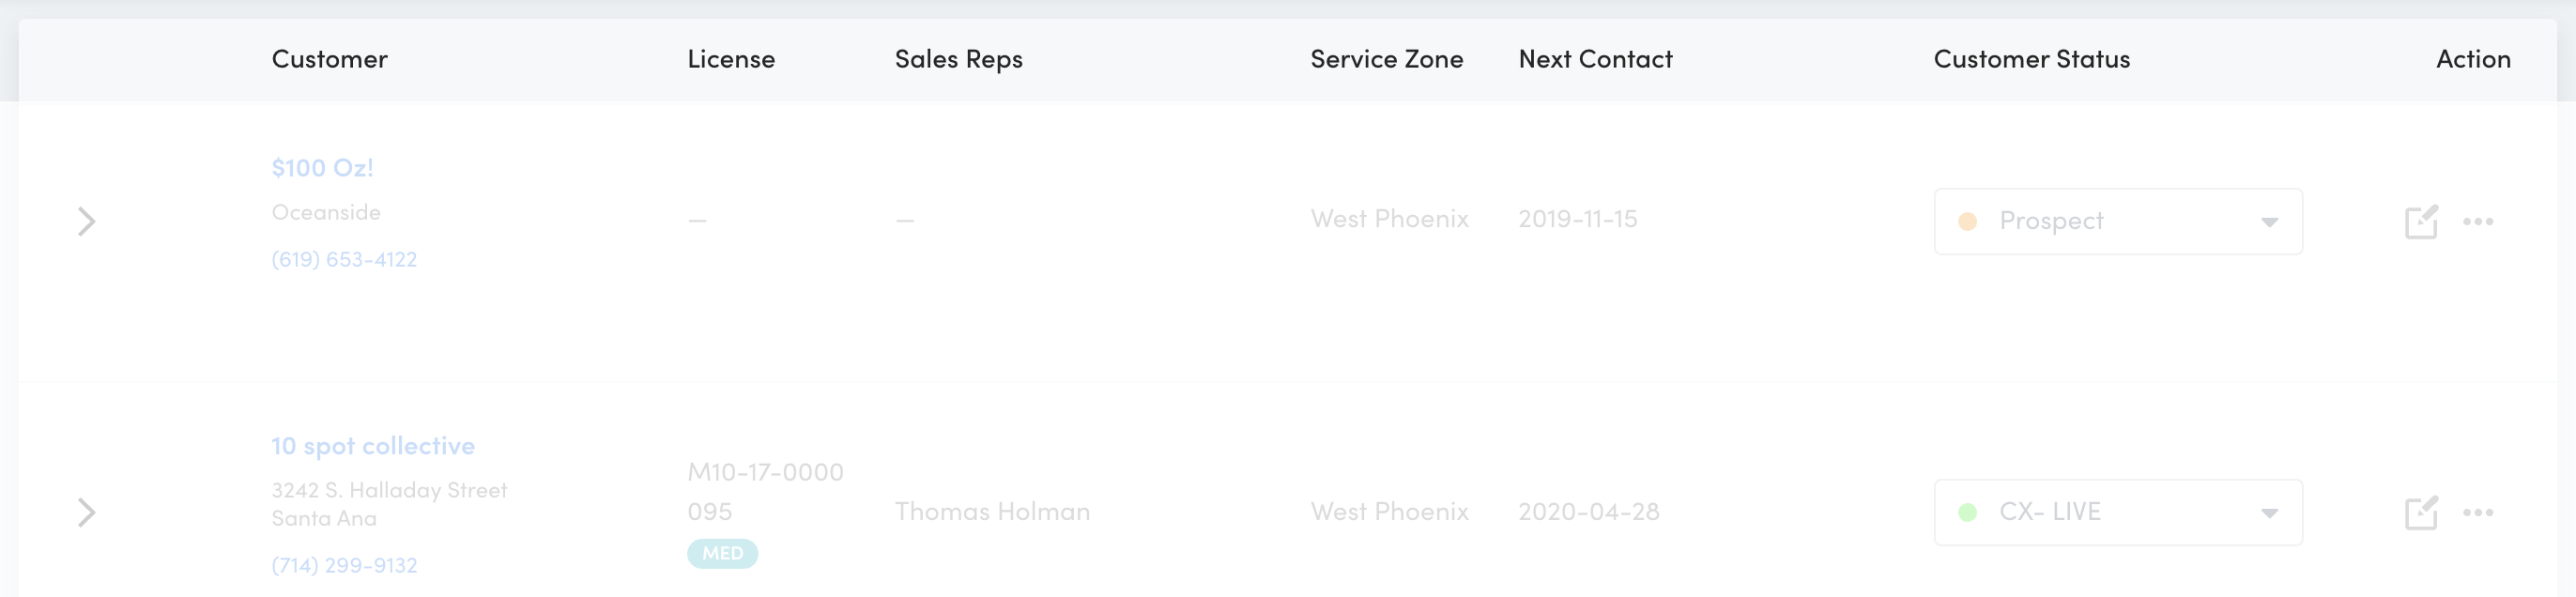 Customer License Sales Reps Service Zone Next Contact Customer Status Action
$100 Oz!
Oceanside
(619) 653-4122
—
—
West Phoenix
2019-11-15
Prospect
10 spot collective
3242 S. Halladay Street
Santa Ana
(714) 299-9132
M10-17-0000
095
MED
Thomas Holman
West Phoenix
2020-04-28
CX- LIVE